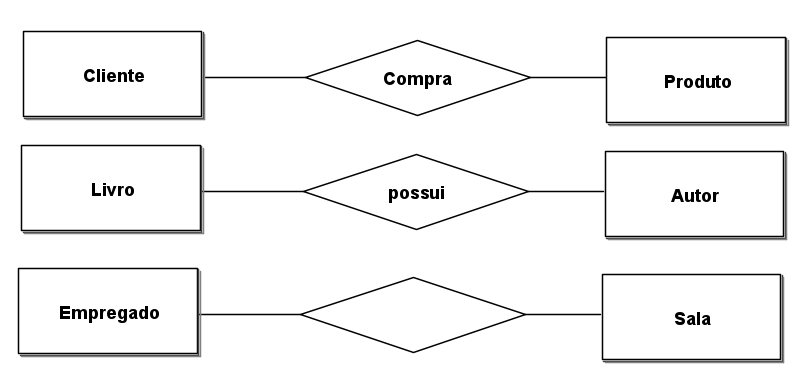 Cliente Compra Produto
Livro possui Autor
Empregado Sala